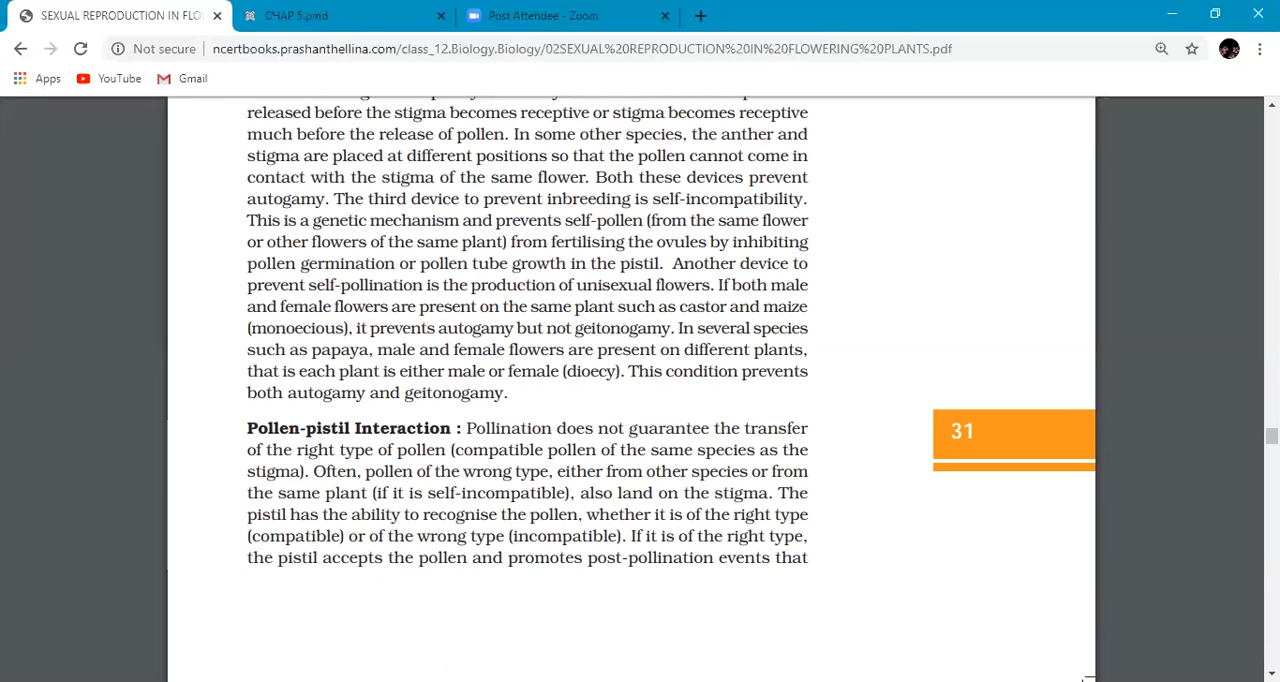 SEXUAL REPRODUCTION IN FLO
CHAP 5.pmd
Post Attendee - Zoom
Not secure
ncertbooks.prashanthellina.com/class_12.Biology.Biology/02SEXUAL%20REPRODUCTION%20IN%20FLOWERING%20PLANTS.pdf
Apps
YouTube
Gmail
released before the stigma becomes receptive or stigma becomes receptive
much before the release of pollen. In some other species, the anther and
stigma are placed at different positions so that the pollen cannot come in
contact with the stigma of the same flower. Both these devices prevent
autogamy. The third device to prevent inbreeding is self-incompatibility.
This is a genetic mechanism and prevents self-pollen (from the same flower
or other flowers of the same plant) from fertilising the ovules by inhibiting
pollen germination or pollen tube growth in the pistil. Another device to
prevent self-pollination is the production of unisexual flowers. If both male
and female flowers are present on the same plant such as castor and maize
(monoecious), it prevents autogamy but not geitonogamy. In several species
such as papaya, male and female flowers are present on different plants,
that is each plant is either male or female (dioecy). This condition prevents
both autogamy and geitonogamy.
31
Pollen-pistil Interaction : Pollination does not guarantee the transfer
of the right type of pollen (compatible pollen of the same species as the
stigma). Often, pollen of the wrong type, either from other species or from
the same plant (if it is self-incompatible), also land on the stigma. The
pistil has the ability to recognise the pollen, whether it is of the right type
(compatible) or of the wrong type (incompatible). If it is of the right type,
the pistil accepts the pollen and promotes post-pollination events that